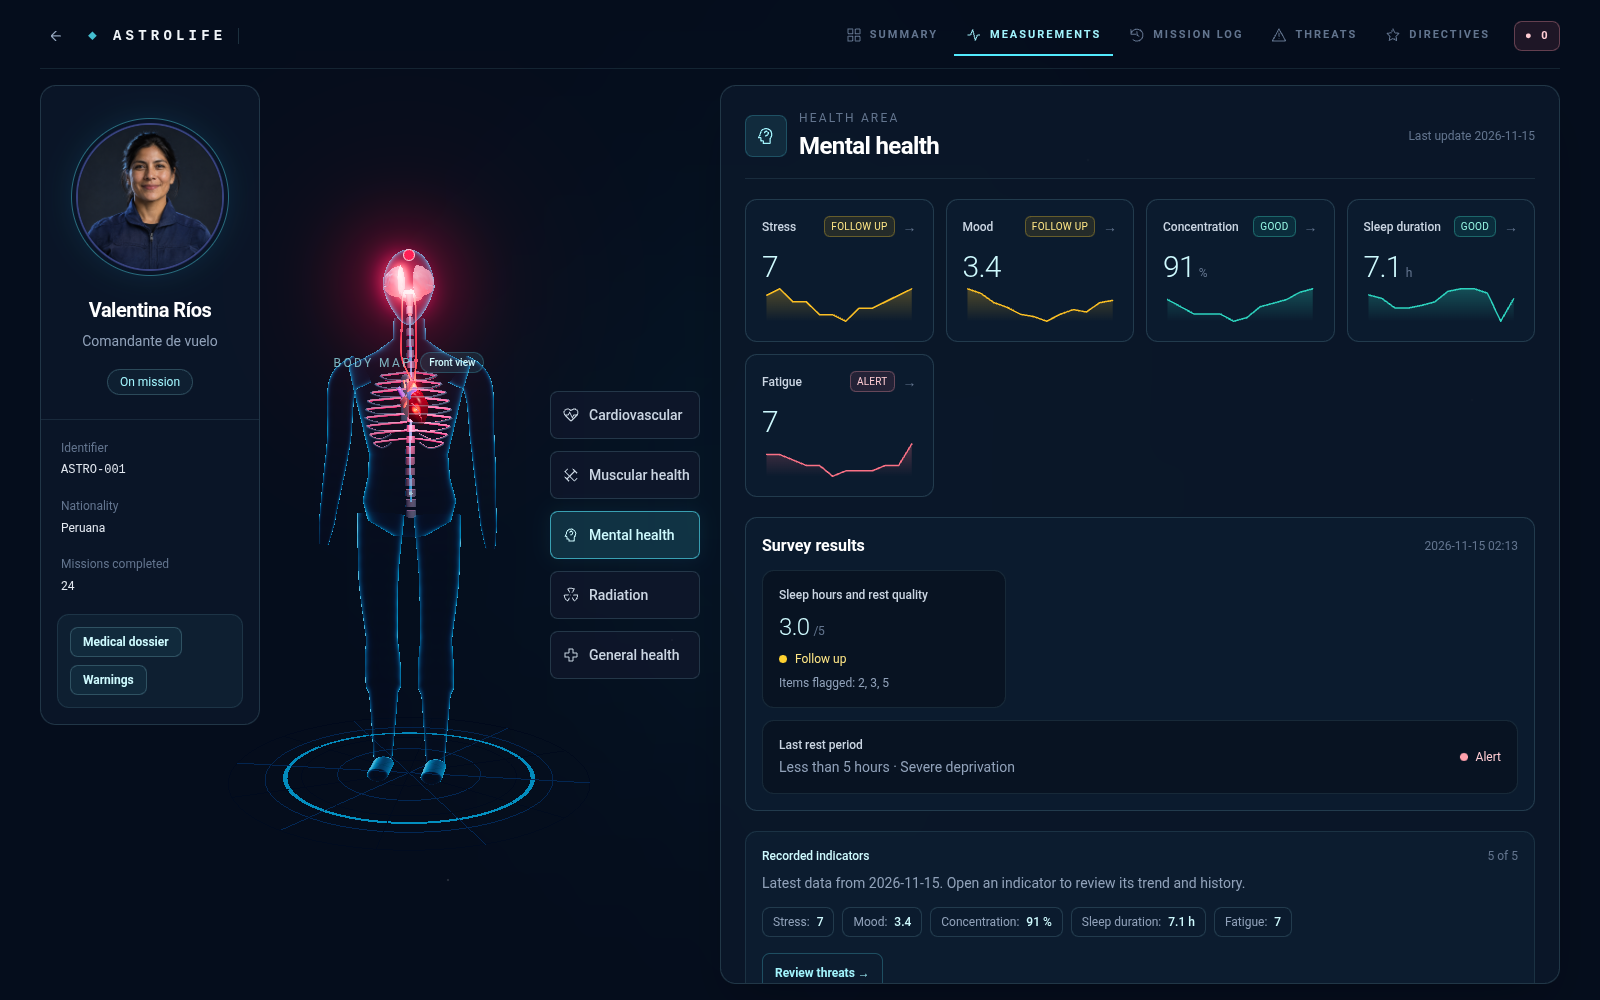 ASTROLIFE
SUMMARY
MEASUREMENTS
MISSION LOG
THREATS
DIRECTIVES
0
Valentina Ríos
Comandante de vuelo
On mission
Identifier
ASTRO-001
Nationality
Peruana
Missions completed
24
Medical dossier
Warnings
BODY MAP
Front view
Cardiovascular
Muscular health
Mental health
Radiation
General health
HEALTH AREA
Mental health
Last update 2026-11-15
Stress FOLLOW UP →
7
Mood FOLLOW UP →
3.4
Concentration GOOD →
91 %
Sleep duration GOOD →
7.1 h
Fatigue ALERT →
7
Survey results
2026-11-15 02:13
Sleep hours and rest quality
3.0 /5
Follow up
Items flagged: 2, 3, 5
Last rest period
Less than 5 hours · Severe deprivation
Alert
Recorded indicators
5 of 5
Latest data from 2026-11-15. Open an indicator to review its trend and history.
Stress: 7
Mood: 3.4
Concentration: 91 %
Sleep duration: 7.1 h
Fatigue: 7
Review threats →